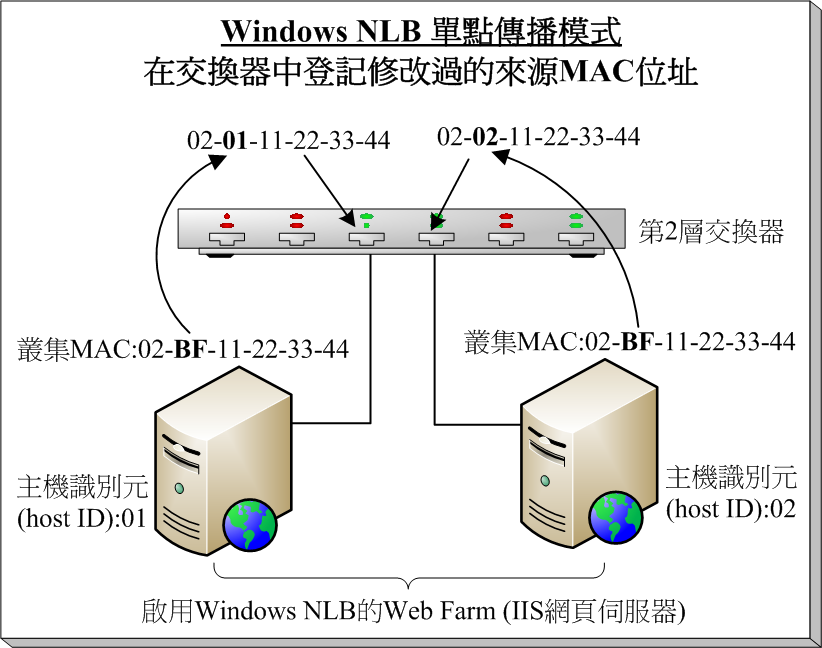 Windows NLB 單點傳播模式
在交換器中登記修改過的來源MAC位址
02-01-11-22-33-44
02-02-11-22-33-44
第2層交換器
叢集MAC:02-BF-11-22-33-44
叢集MAC:02-BF-11-22-33-44
主機識別元
(host ID):01
主機識別元
(host ID):02
啟用Windows NLB的Web Farm (IIS網頁伺服器)